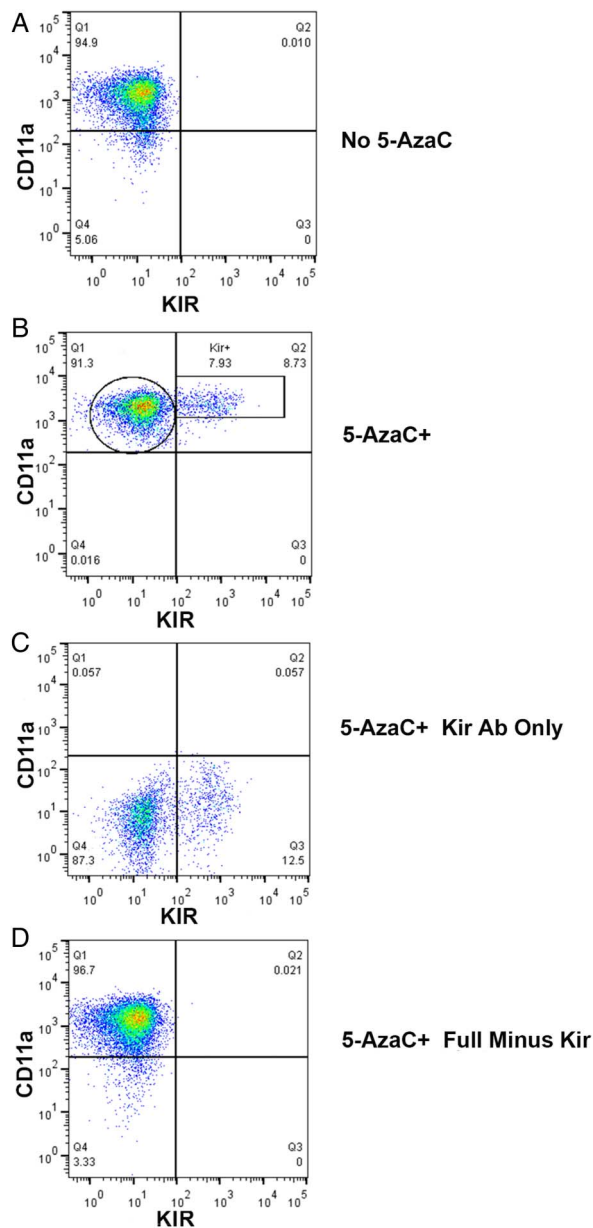 A
Q1
94.9
Q2
0.010
10^5
10^4
10^3
10^2
10^1
10^0
CD11a
Q4
5.06
Q3
0
10^0 10^1 10^2 10^3 10^4 10^5
KIR
No 5-AzaC
B
Q1
91.3
Kir+
7.93
Q2
8.73
10^5
10^4
10^3
10^2
10^1
10^0
CD11a
Q4
0.016
Q3
0
10^0 10^1 10^2 10^3 10^4 10^5
KIR
5-AzaC+
C
Q1
0.057
Q2
0.057
10^5
10^4
10^3
10^2
10^1
10^0
CD11a
Q4
87.3
Q3
12.5
10^0 10^1 10^2 10^3 10^4 10^5
KIR
5-AzaC+ Kir Ab Only
D
Q1
96.7
Q2
0.021
10^5
10^4
10^3
10^2
10^1
10^0
CD11a
Q4
3.33
Q3
0
10^0 10^1 10^2 10^3 10^4 10^5
KIR
5-AzaC+ Full Minus Kir